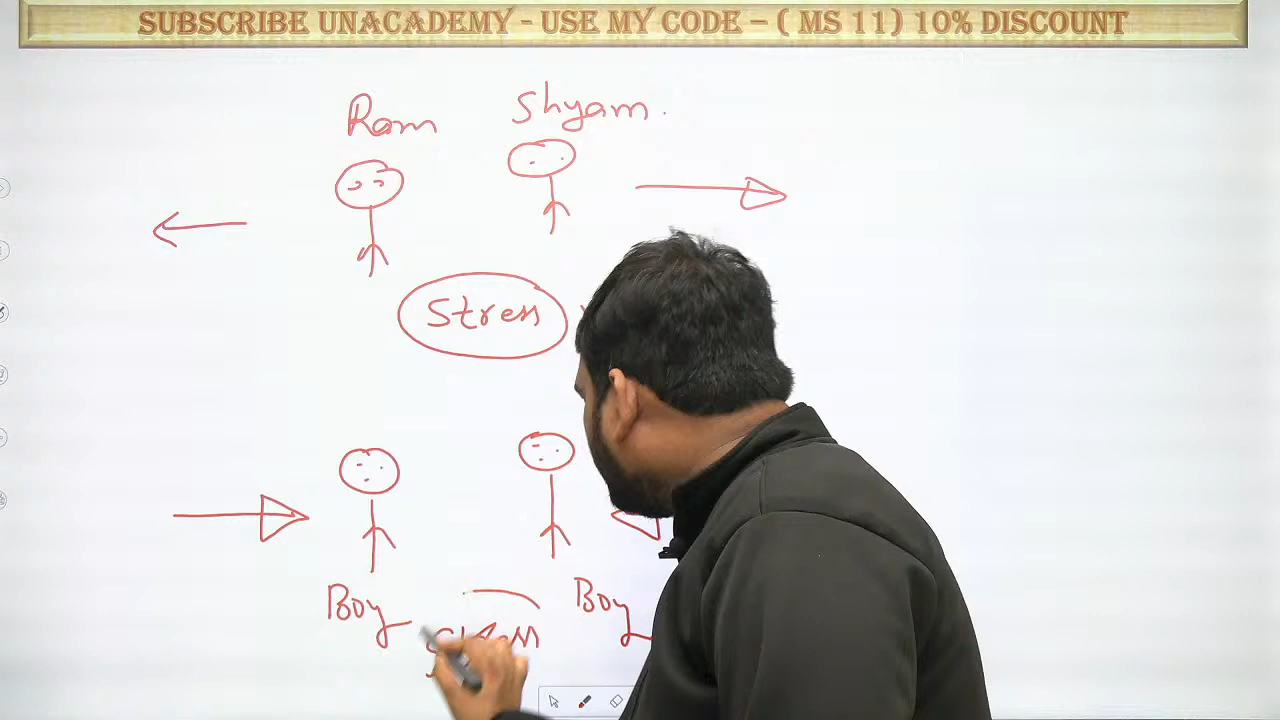 SUBSCRIBE UNACADEMY - USE MY CODE – ( MS 11) 10% DISCOUNT
Ram Shyam.
Stress
Boy Boy